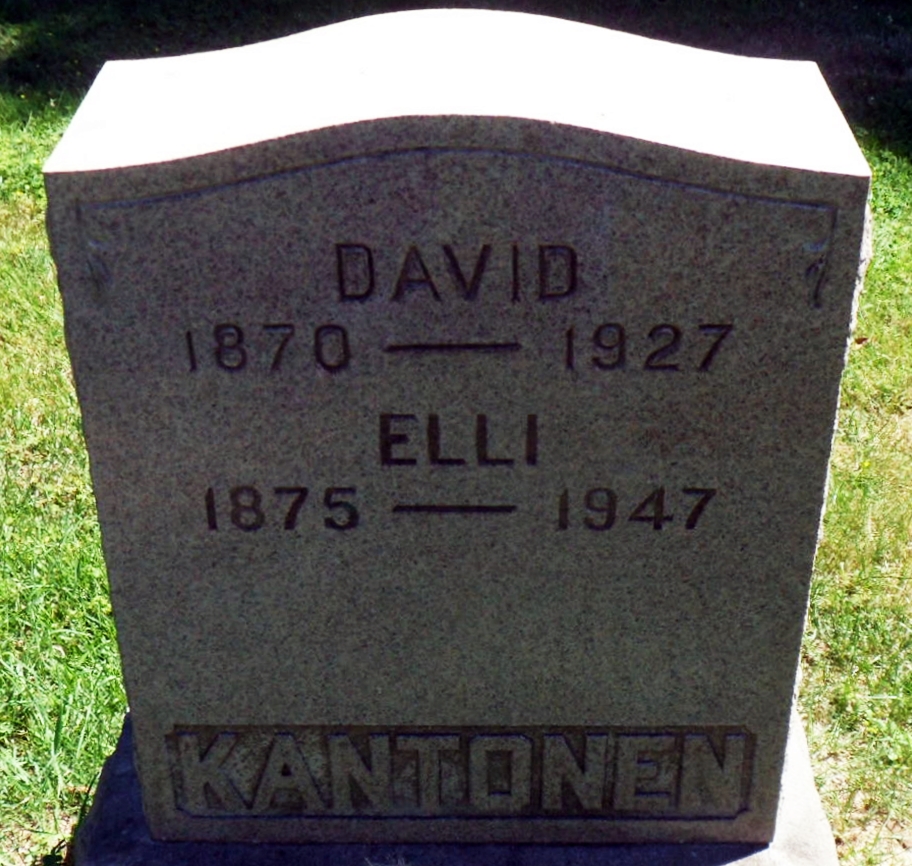 DAVID
1870 — 1927
ELLI
1875 — 1947
KANTONEN